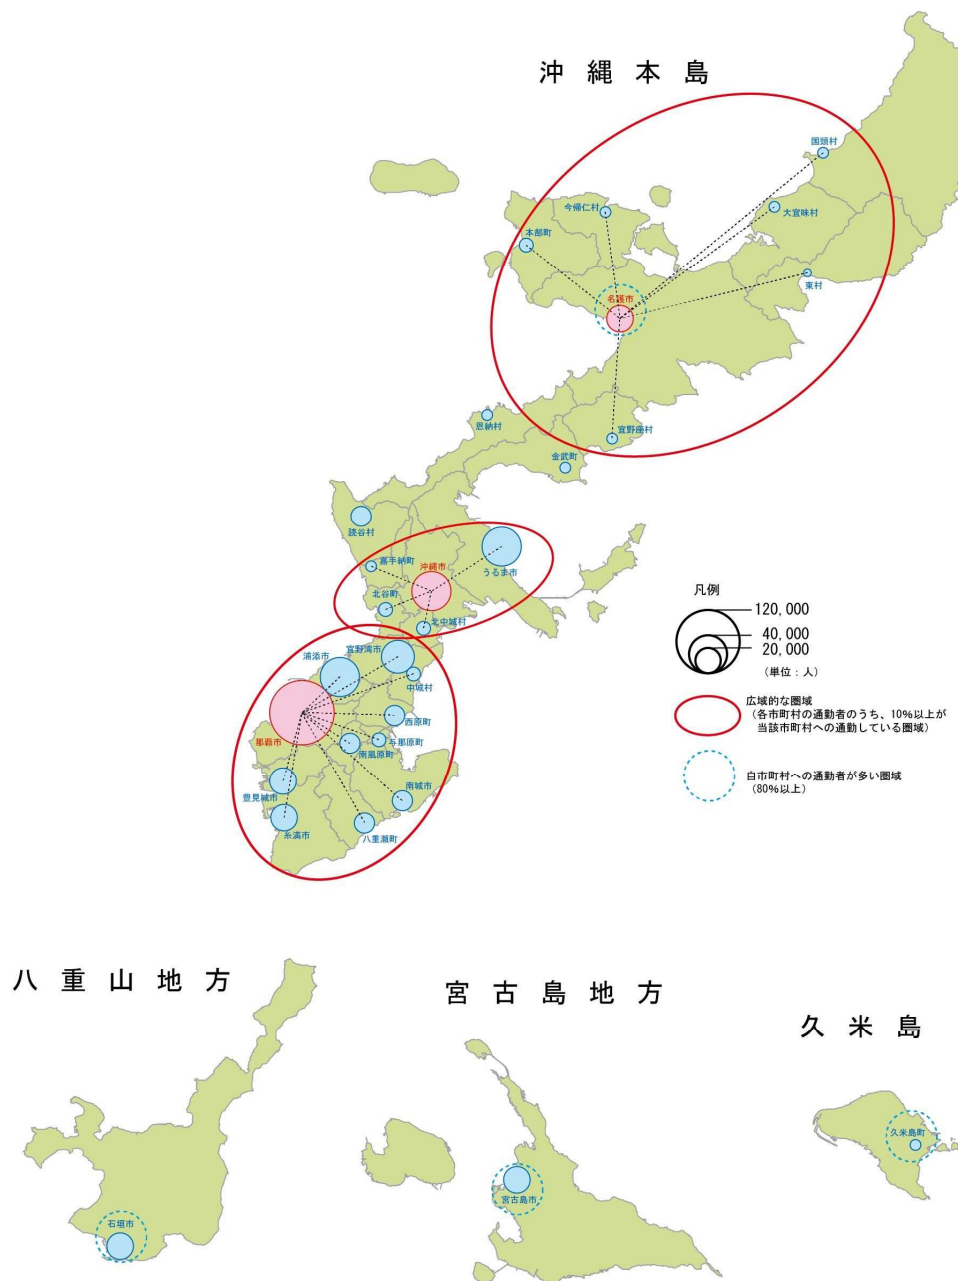 沖縄本島
国頭村
大宜味村
今帰仁村
本部町
東村
名護市
恩納村
宜野座村
金武町
読谷村
嘉手納町
沖縄市
うるま市
北谷町
北中城村
浦添市
宜野湾市
中城村
那覇市
西原町
与那原町
南風原町
豊見城市
南城市
糸満市
八重瀬町
凡例
120,000
40,000
20,000
(単位:人)
広域的な圏域
(各市町村の通勤者のうち、10%以上が
当該市町村への通勤している圏域)
自市町村への通勤者が多い圏域
(80%以上)
八重山地方
宮古島地方
久米島
石垣市
宮古島市
久米島町